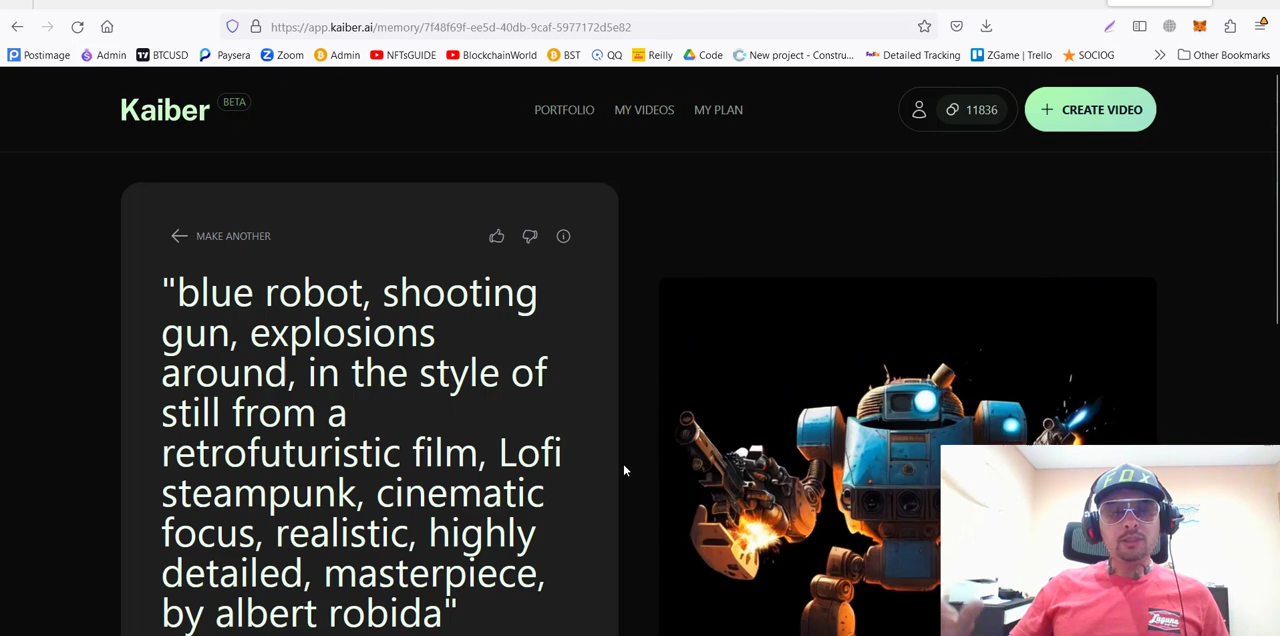 https://app.kaiber.ai/memory/7f48f69f-ee5d-40db-9caf-5977172d5e82
Postimage Admin BTCUSD Paysera Zoom Admin NFTsGUIDE BlockchainWorld BST QQ Reilly Code New project - Constru... Detailed Tracking ZGame | Trello SOCIOG Other Bookmarks
Kaiber BETA PORTFOLIO MY VIDEOS MY PLAN 11836 + CREATE VIDEO
MAKE ANOTHER
"blue robot, shooting
gun, explosions
around, in the style of
still from a
retrofuturistic film, Lofi
steampunk, cinematic
focus, realistic, highly
detailed, masterpiece,
by albert robida"
FOX